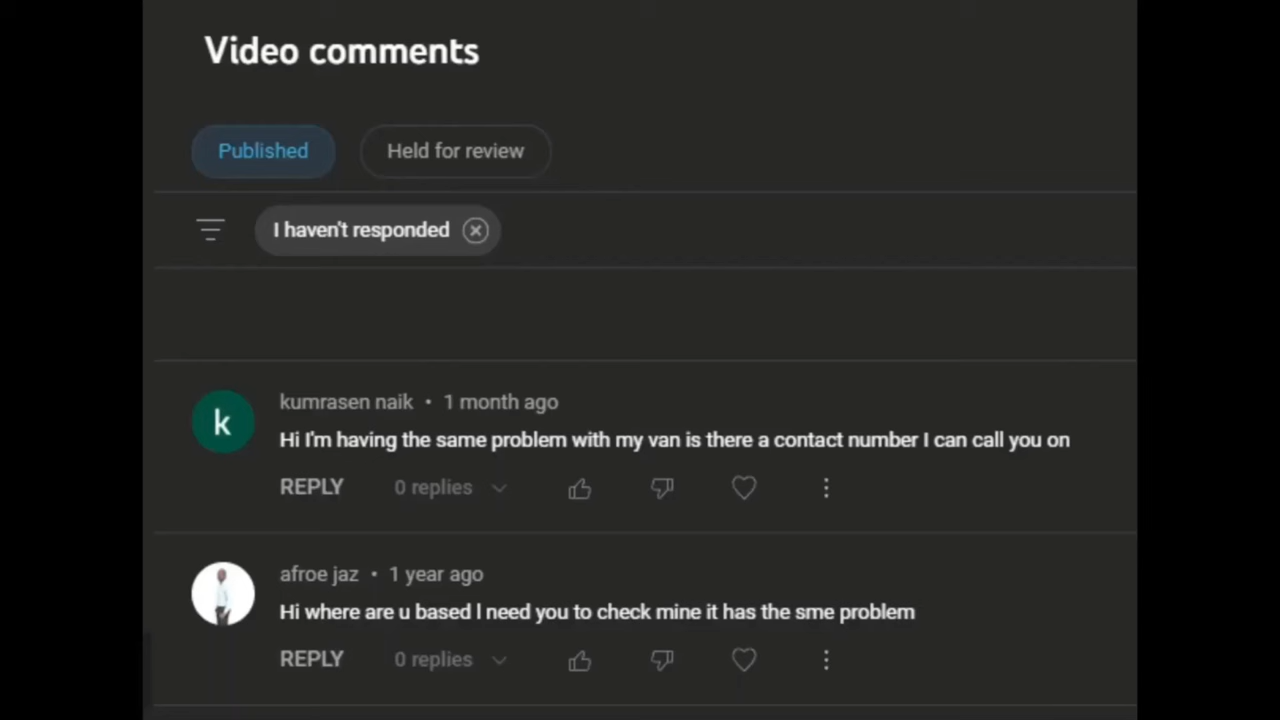 Video comments
Published
Held for review
I haven't responded
k
kumrasen naik • 1 month ago
Hi I'm having the same problem with my van is there a contact number I can call you on
REPLY
0 replies
afroe jaz • 1 year ago
Hi where are u based l need you to check mine it has the sme problem
REPLY
0 replies